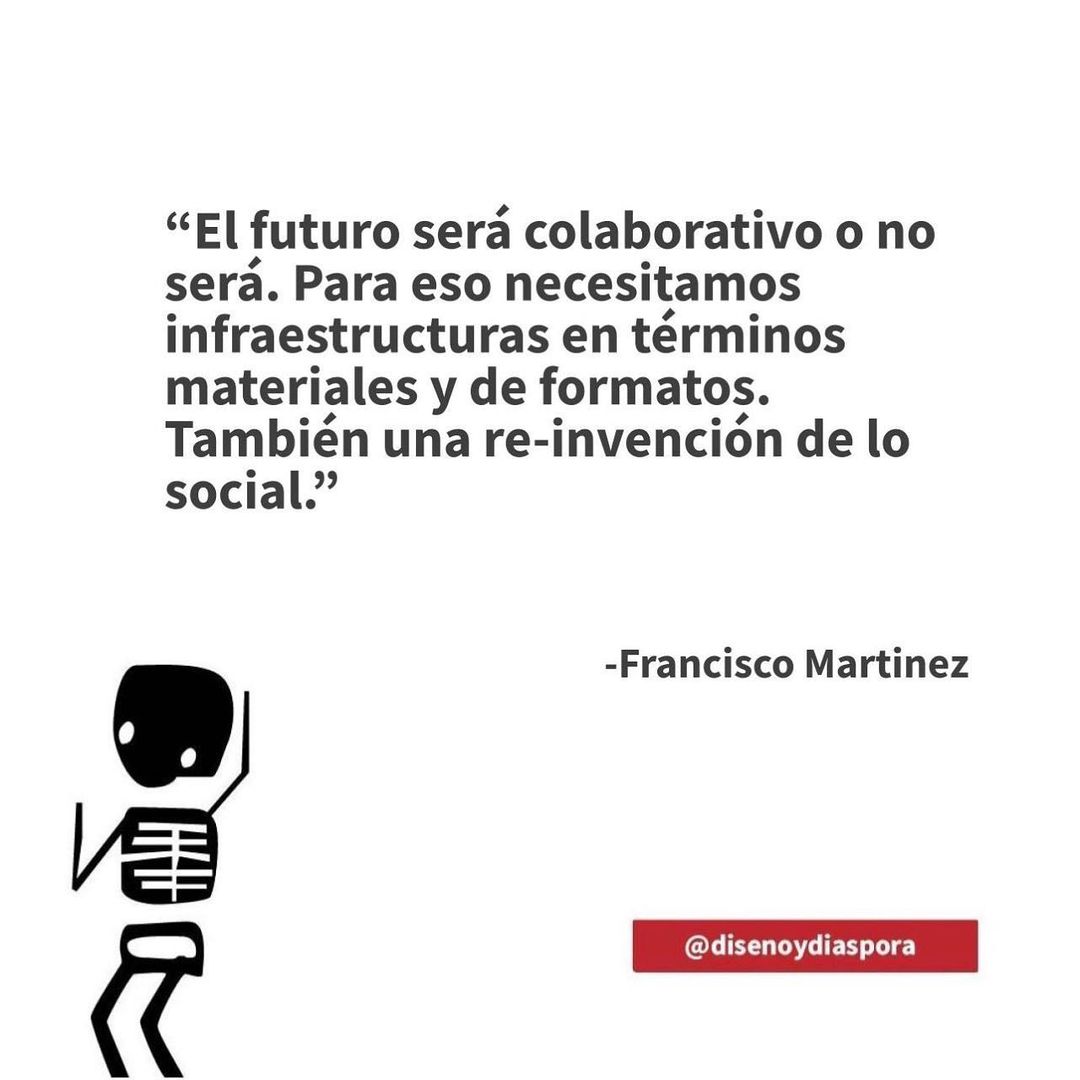 “El futuro será colaborativo o no
será. Para eso necesitamos
infraestructuras en términos
materiales y de formatos.
También una re-invención de lo
social.”
-Francisco Martinez
@disenoydiaspora